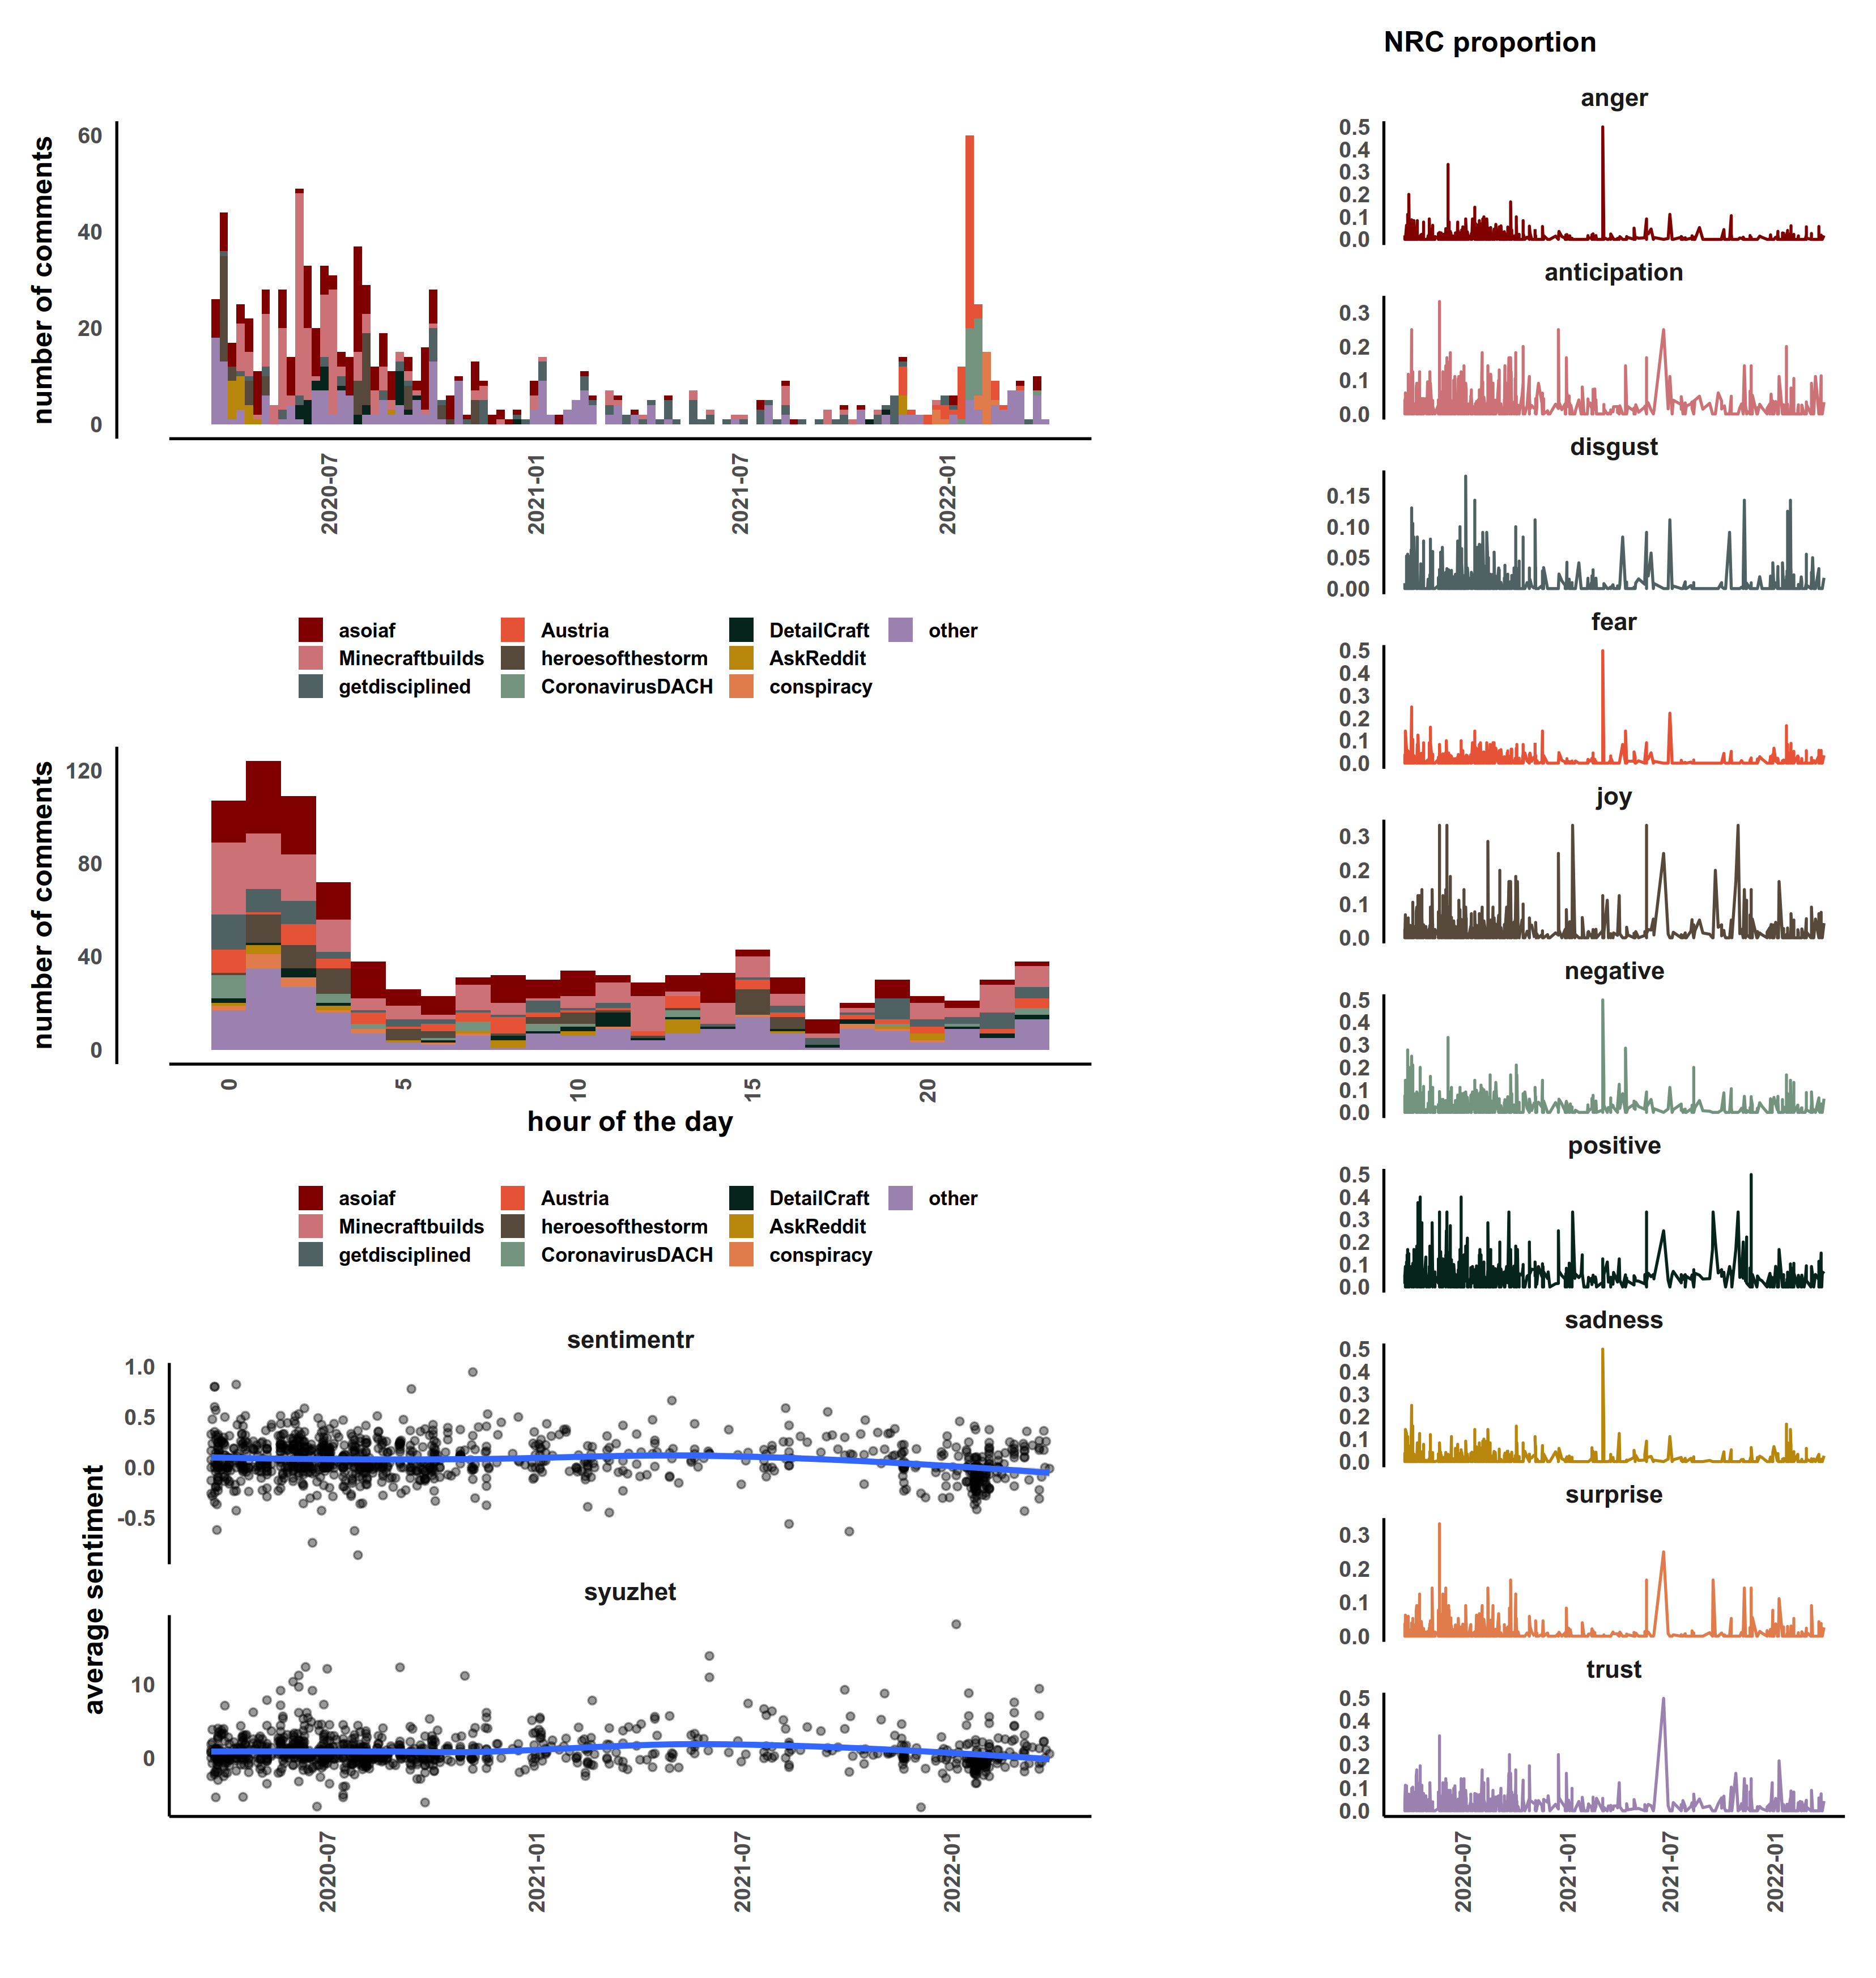 number of comments
60
40
20
0
2020-07
2021-01
2021-07
2022-01
asoiaf
Austria
DetailCraft
other
Minecraftbuilds
heroesofthestorm
AskReddit
getdisciplined
CoronavirusDACH
conspiracy
number of comments
120
80
40
0
0
5
10
15
20
hour of the day
asoiaf
Austria
DetailCraft
other
Minecraftbuilds
heroesofthestorm
AskReddit
getdisciplined
CoronavirusDACH
conspiracy
average sentiment
sentimentr
1.0
0.5
0.0
-0.5
syuzhet
10
0
2020-07
2021-01
2021-07
2022-01
NRC proportion
anger
0.5
0.4
0.3
0.2
0.1
0.0
anticipation
0.3
0.2
0.1
0.0
disgust
0.15
0.10
0.05
0.00
fear
0.5
0.4
0.3
0.2
0.1
0.0
joy
0.3
0.2
0.1
0.0
negative
0.5
0.4
0.3
0.2
0.1
0.0
positive
0.5
0.4
0.3
0.2
0.1
0.0
sadness
0.5
0.4
0.3
0.2
0.1
0.0
surprise
0.3
0.2
0.1
0.0
trust
0.5
0.4
0.3
0.2
0.1
0.0
2020-07
2021-01
2021-07
2022-01